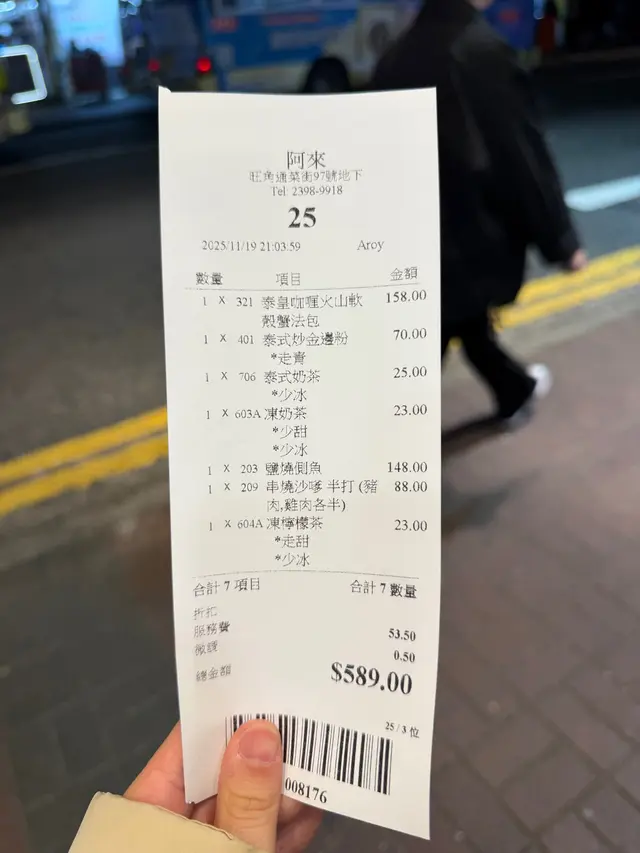 阿來
旺角通菜街97號地下
Tel: 2398-9918
25
2025/11/19 21:03:59 Aroy
數量 項目 金額
1 X 321 泰皇咖喱火山軟 158.00
殼蟹法包
1 X 401 泰式炒金邊粉 70.00
*走青
1 X 706 泰式奶茶 25.00
*少冰
1 X 603A 凍奶茶 23.00
*少甜
*少冰
1 X 203 鹽燒側魚 148.00
1 X 209 串燒沙嗲 半打 (豬 88.00
肉,雞肉各半)
1 X 604A 凍檸檬茶 23.00
*走甜
*少冰
合計 7 項目 合計 7 數量
折扣
服務費 53.50
微調 0.50
總金額 $589.00
25 / 3 位
008176